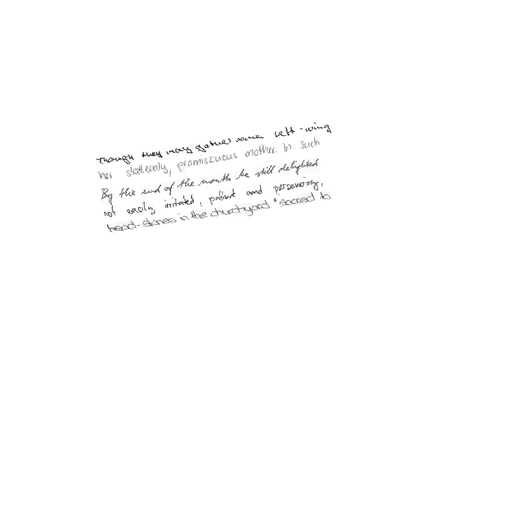 Though they may gather some left-wing
her slatternly, promiscuous mother. In such
By the end of the month he still delighted
not easily irritated, patient and persevering,
head-stones in the churchyard " sacred to